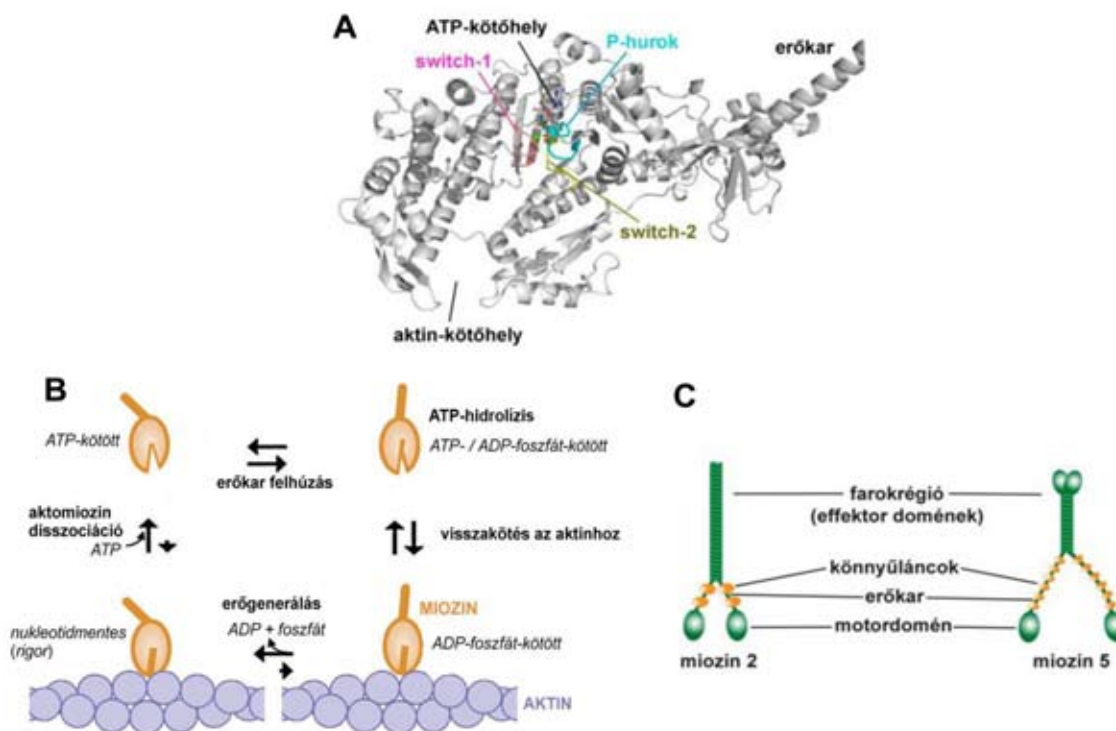 A
ATP-kötőhely
P-hurok
erőkar
switch-1
switch-2
aktin-kötőhely
B
ATP-kötött
erőkar felhúzás
ATP-hidrolízis
ATP- / ADP-foszfát-kötött
aktomiozin
disszociáció
ATP
visszakötés az aktinhoz
nukleotidmentes
(rigor)
erőgenerálás
ADP + foszfát
MIOZIN
ADP-foszfát-kötött
AKTIN
C
farokrégió
(effektor domének)
könnyűláncok
erőkar
motordomén
miozin 2
miozin 5